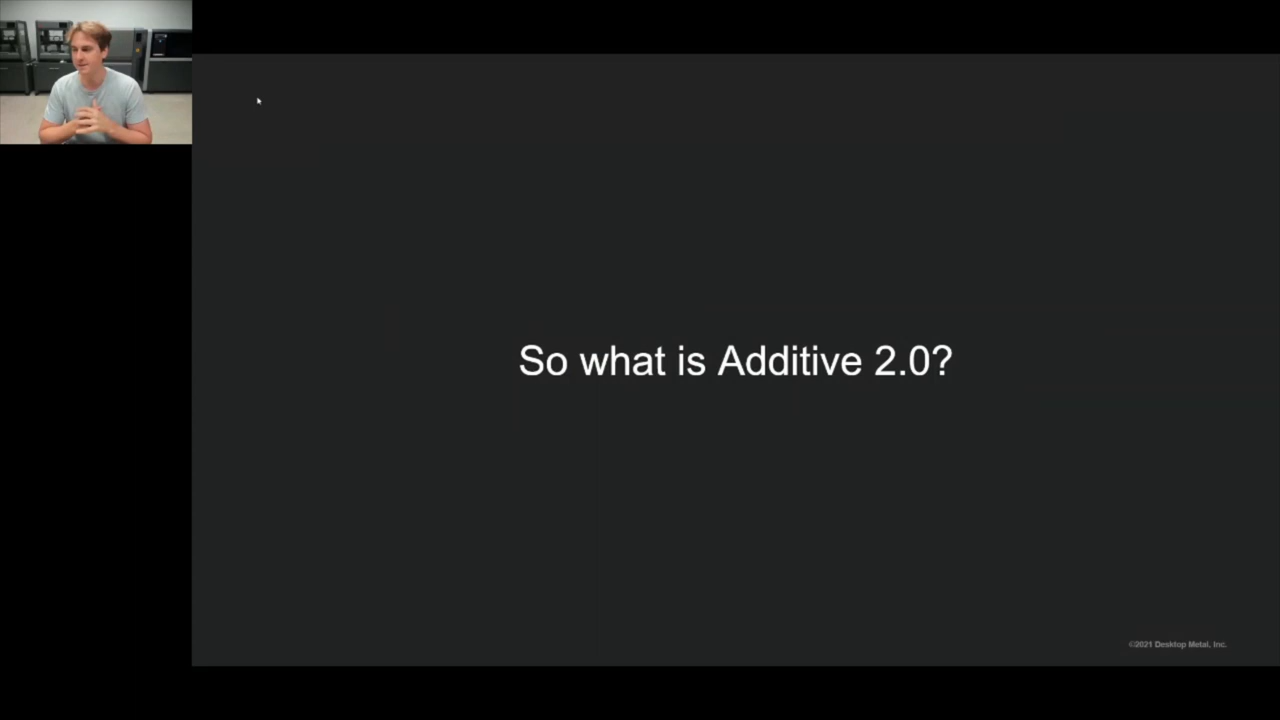 So what is Additive 2.0?
©2021 Desktop Metal, Inc.